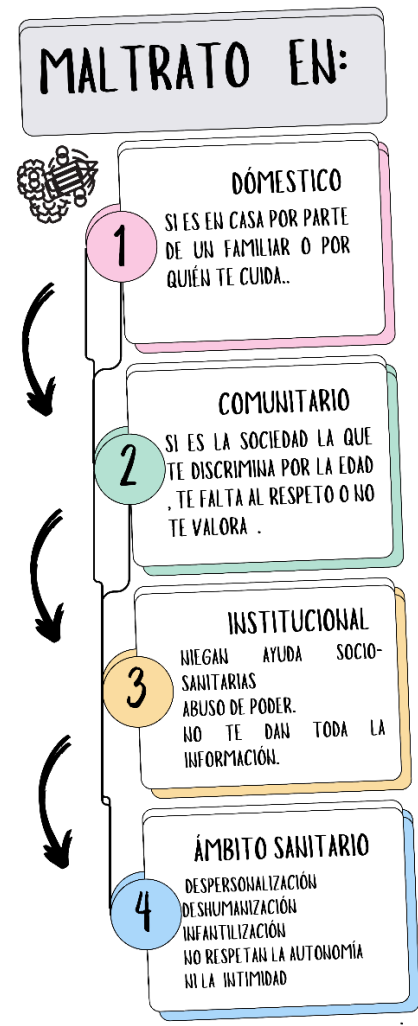 MALTRATO EN:
DÓMESTICO
1
SI ES EN CASA POR PARTE
DE UN FAMILIAR O POR
QUIÉN TE CUIDA..
COMUNITARIO
2
SI ES LA SOCIEDAD LA QUE
TE DISCRIMINA POR LA EDAD
, TE FALTA AL RESPETO O NO
TE VALORA .
INSTITUCIONAL
3
NIEGAN AYUDA SOCIO-
SANITARIAS
ABUSO DE PODER.
NO TE DAN TODA LA
INFORMACIÓN.
ÁMBITO SANITARIO
4
DESPERSONALIZACIÓN
DESHUMANIZACIÓN
INFANTILIZACIÓN
NO RESPETAN LA AUTONOMÍA
NI LA INTIMIDAD
.